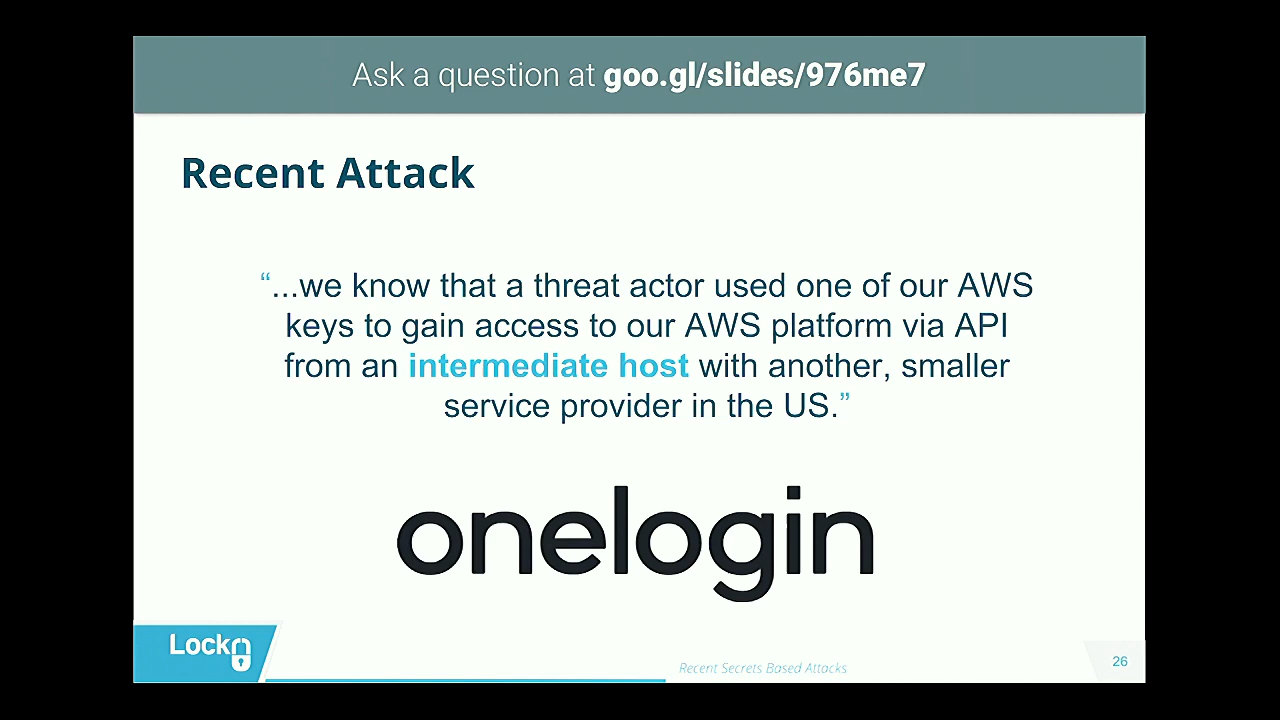 Ask a question at goo.gl/slides/976me7
Recent Attack
“...we know that a threat actor used one of our AWS
keys to gain access to our AWS platform via API
from an intermediate host with another, smaller
service provider in the US.”
onelogin
Lockr
Recent Secrets Based Attacks
26